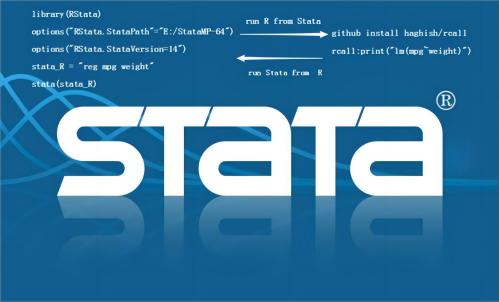 library(RStata)
options("RStata.StataPath"="E:/StataMP-64")
options("RStata.StataVersion=14")
stata_R = "reg mpg weight"
stata(stata_R)
run R from Stata
run Stata from R
github install haghish/rcall
rcall:print("lm(mpg~weight)")
STATA ®